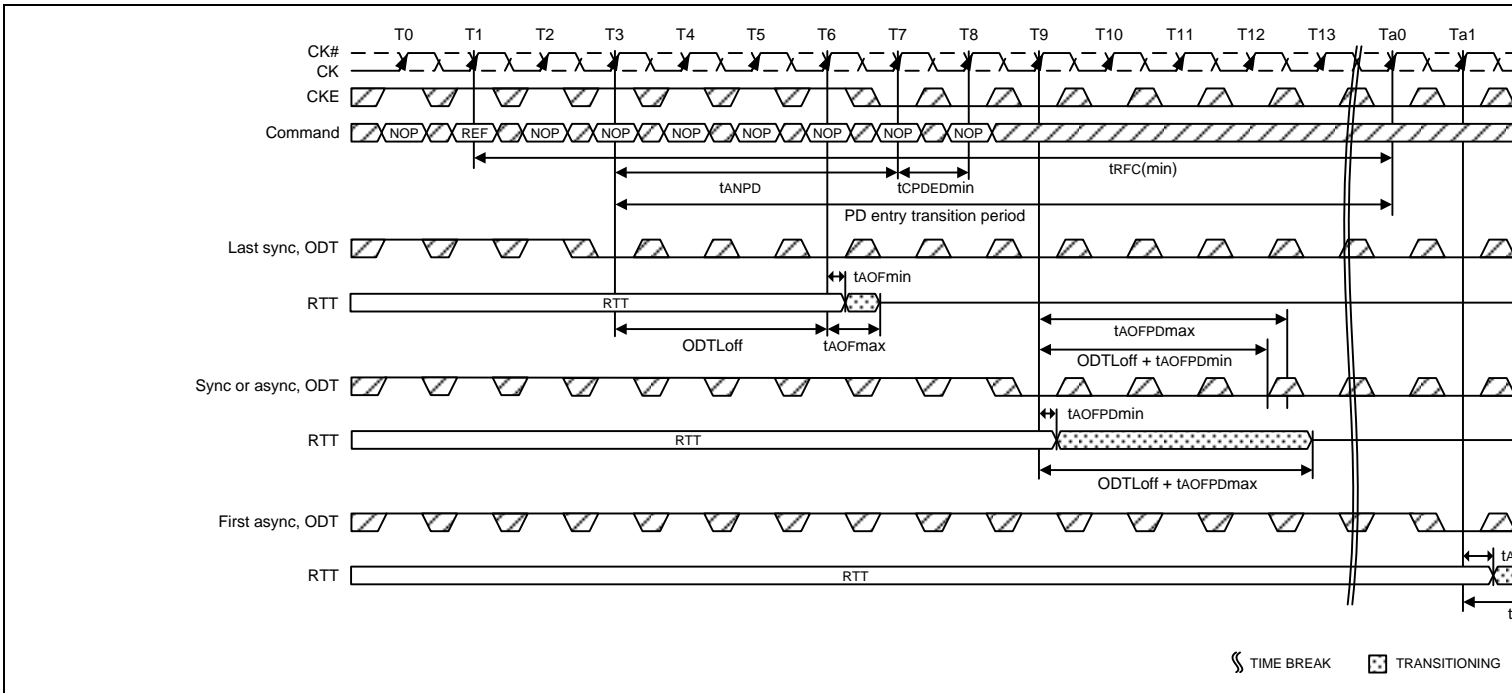 T0 T1 T2 T3 T4 T5 T6 T7 T8 T9 T10 T11 T12 T13 Ta0 Ta1
CK#
CK
CKE
Command NOP REF NOP NOP NOP NOP NOP NOP NOP
tRFC(min)
tANPD tCPDEDmin
PD entry transition period
Last sync, ODT
tAOFmin
RTT RTT
tAOFPDmax
ODTLoff tAOFmax
ODTLoff + tAOFPDmin
Sync or async, ODT
tAOFPDmin
RTT RTT
ODTLoff + tAOFPDmax
First async, ODT
RTT RTT
TIME BREAK TRANSITIONING